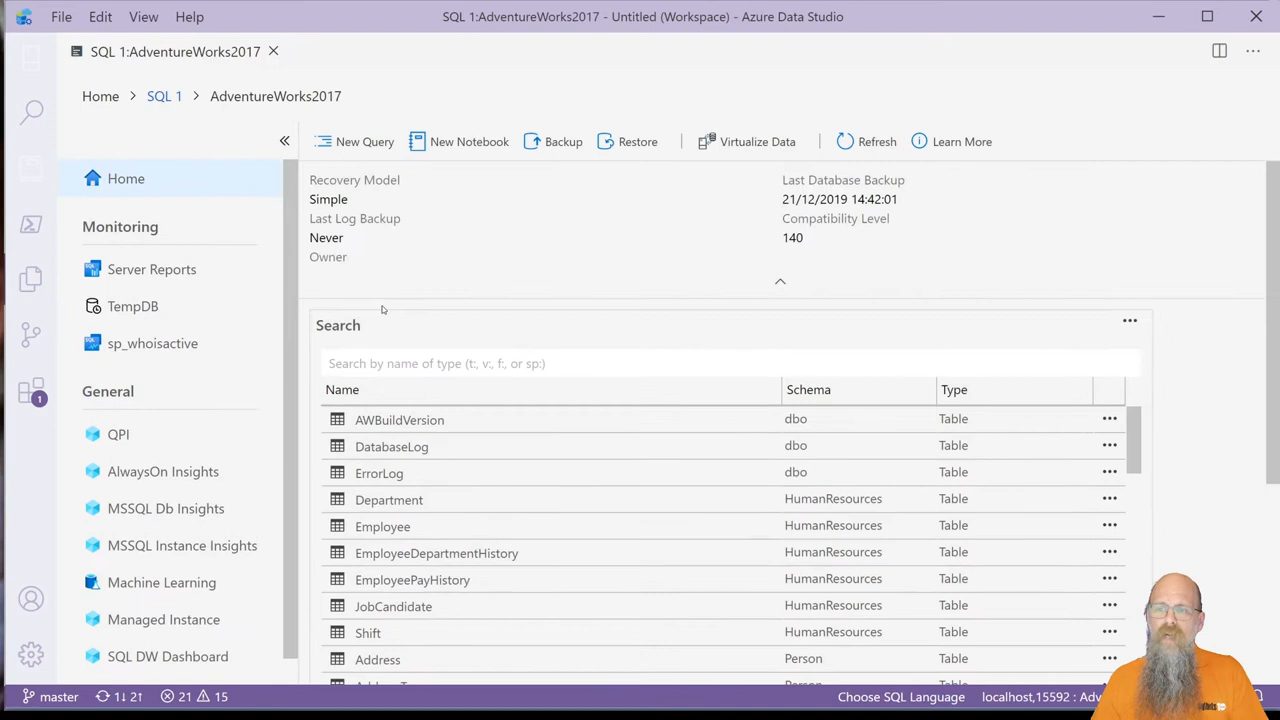 File Edit View Help
SQL 1:AdventureWorks2017 - Untitled (Workspace) - Azure Data Studio
SQL 1:AdventureWorks2017
Home > SQL 1 > AdventureWorks2017
New Query New Notebook Backup Restore Virtualize Data Refresh Learn More
Home
Monitoring
Server Reports
TempDB
sp_whoisactive
General
QPI
AlwaysOn Insights
MSSQL Db Insights
MSSQL Instance Insights
Machine Learning
Managed Instance
SQL DW Dashboard
Recovery Model
Simple
Last Log Backup
Never
Owner
Last Database Backup
21/12/2019 14:42:01
Compatibility Level
140
Search
Search by name of type (t:, v:, f:, or sp:)
Name Schema Type
AWBuildVersion dbo Table
DatabaseLog dbo Table
ErrorLog dbo Table
Department HumanResources Table
Employee HumanResources Table
EmployeeDepartmentHistory HumanResources Table
EmployeePayHistory HumanResources Table
JobCandidate HumanResources Table
Shift HumanResources Table
Address Person Table
1
master 1↓ 2↑ 21 15
Choose SQL Language localhost,15592 : Adv